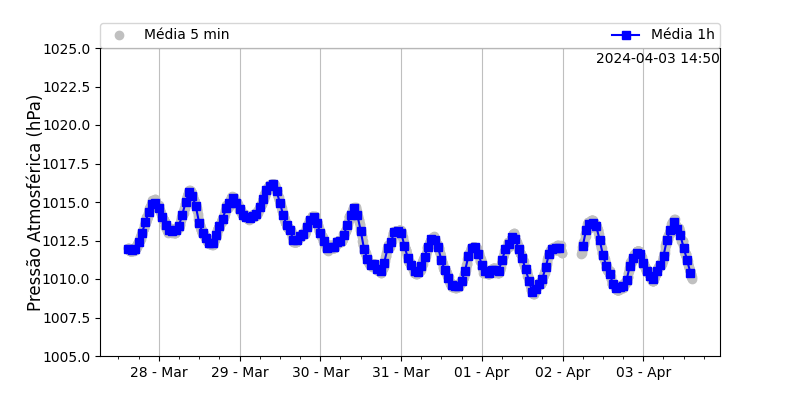 Média 5 min
Média 1h
2024-04-03 14:50
Pressão Atmosférica (hPa)
1025.0
1022.5
1020.0
1017.5
1015.0
1012.5
1010.0
1007.5
1005.0
28 - Mar
29 - Mar
30 - Mar
31 - Mar
01 - Apr
02 - Apr
03 - Apr